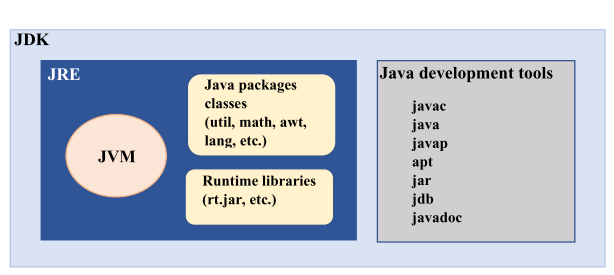 JDK
JRE
JVM
Java packages
classes
(util, math, awt,
lang, etc.)
Runtime libraries
(rt.jar, etc.)
Java development tools
javac
java
javap
apt
jar
jdb
javadoc